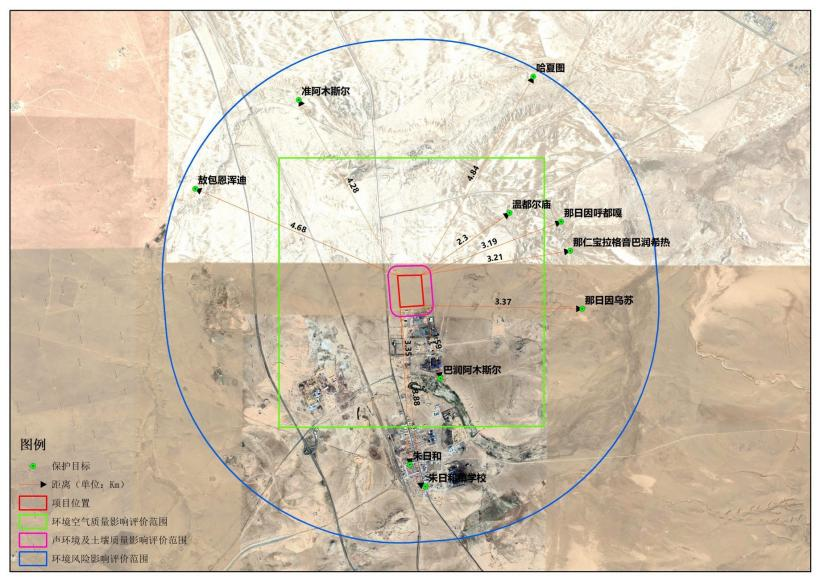 哈夏图
准阿木斯尔
敖包恩浑迪
4.28
4.84
温都尔庙
那日因呼都嘎
4.68
2.3
3.19
那仁宝拉格音巴润希热
3.21
3.37
那日因乌苏
3.35
1.59
巴润阿木斯尔
3.88
朱日和
图例
保护目标
距离（单位：Km）
项目位置
环境空气质量影响评价范围
声环境及土壤质量影响评价范围
环境风险影响评价范围